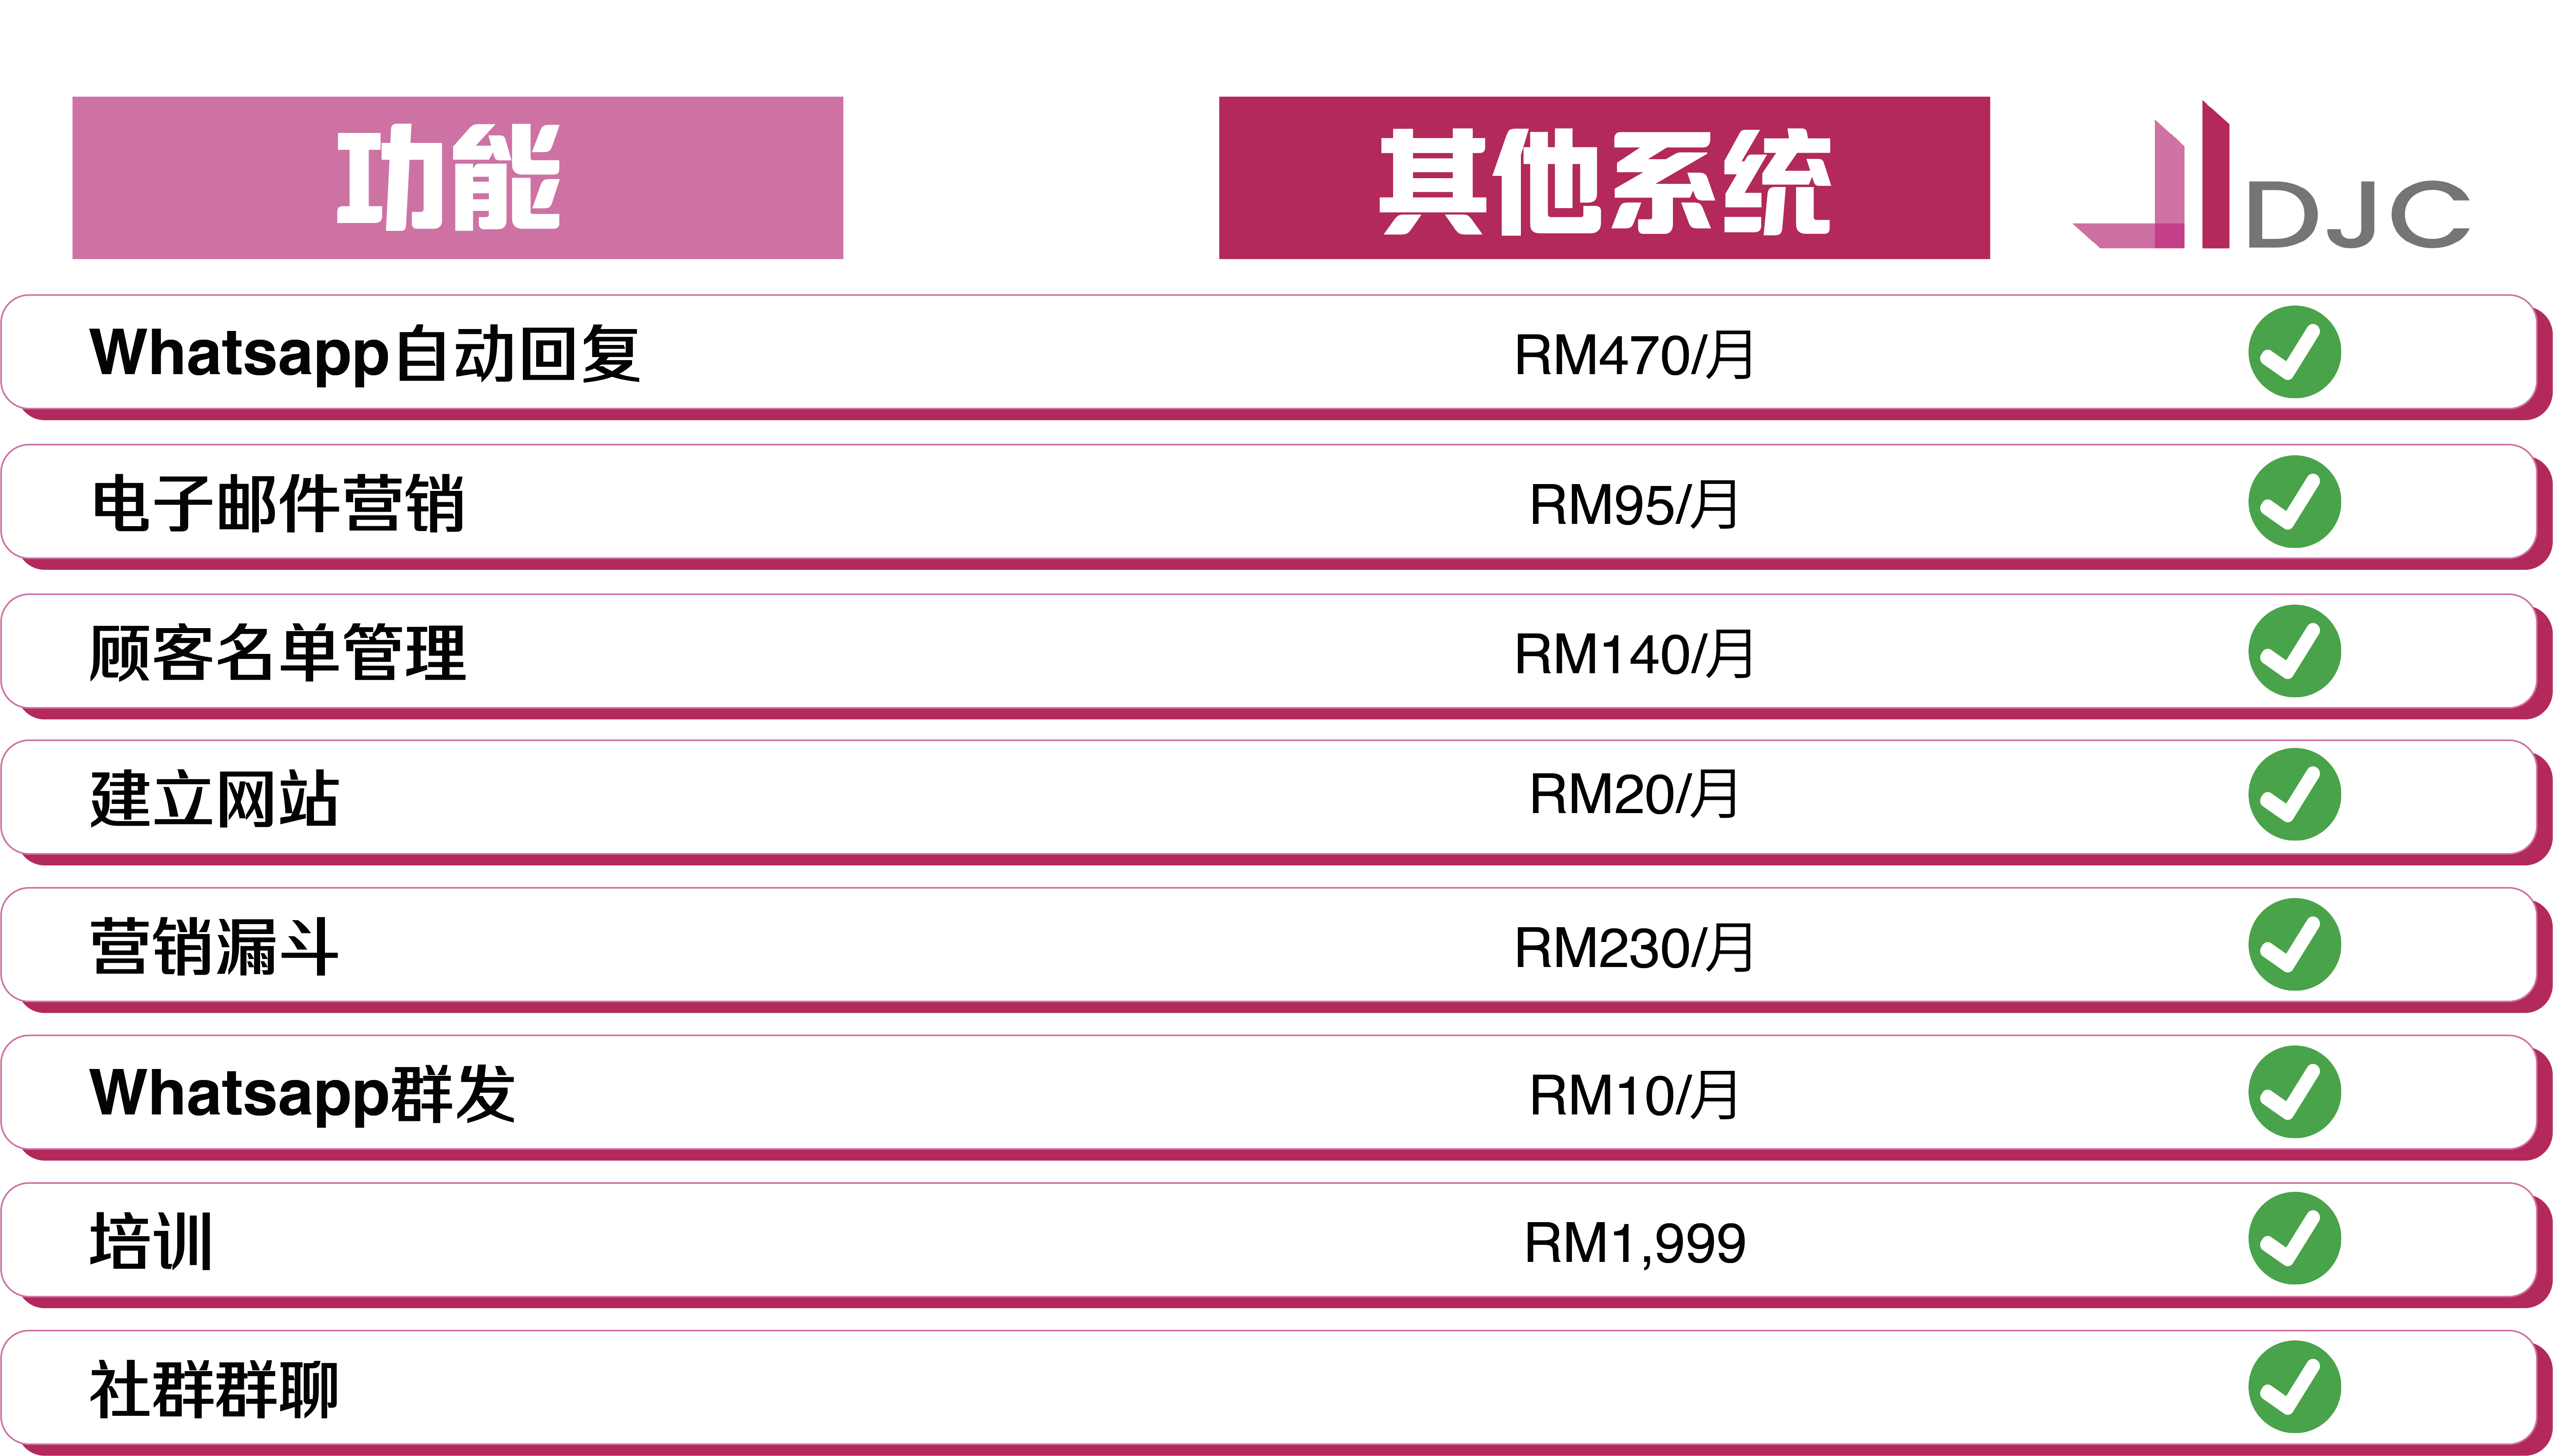 功能 其他系统 DJC
Whatsapp自动回复 RM470/月
电子邮件营销 RM95/月
顾客名单管理 RM140/月
建立网站 RM20/月
营销漏斗 RM230/月
Whatsapp群发 RM10/月
培训 RM1,999
社群群聊